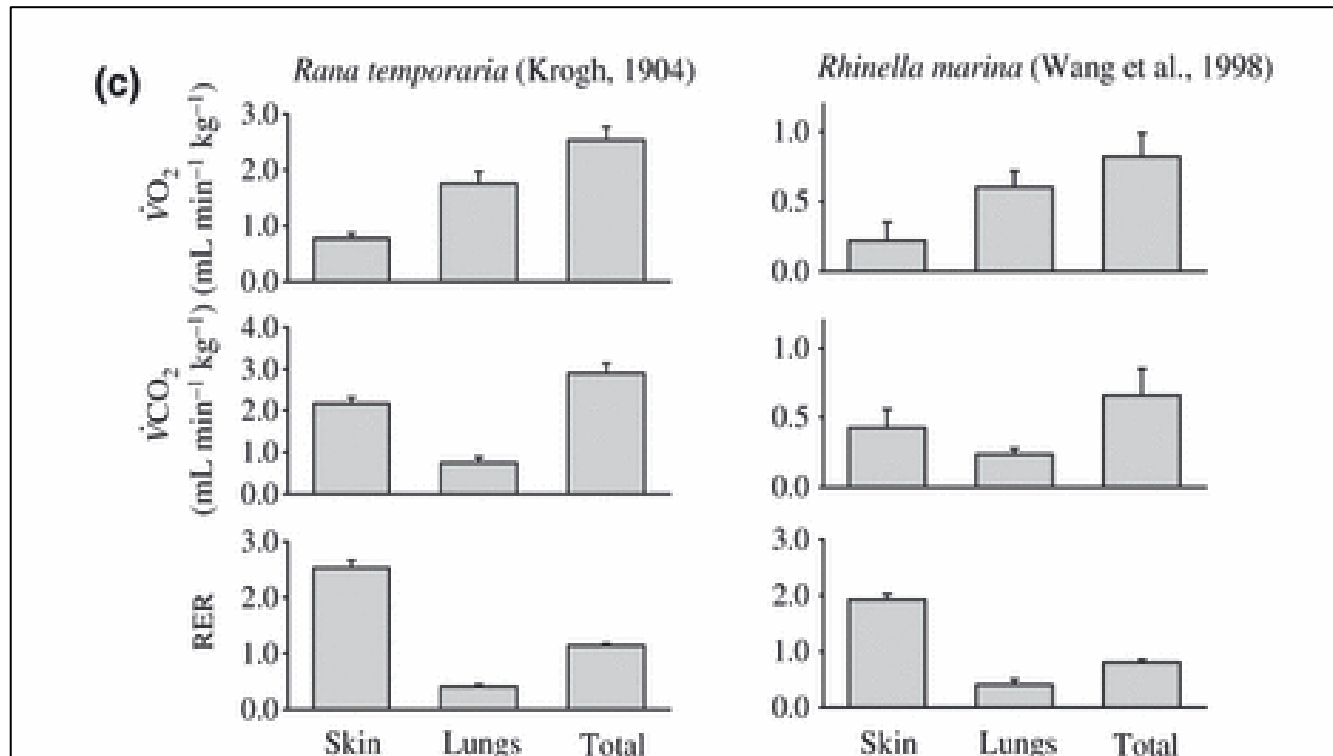 (c)
Rana temporaria (Krogh, 1904)
Rhinella marina (Wang et al., 1998)
V̇O₂
(mL min⁻¹ kg⁻¹)
3.0
2.0
1.0
0.0
1.0
0.5
0.0
V̇CO₂
(mL min⁻¹ kg⁻¹)
4.0
3.0
2.0
1.0
0.0
1.0
0.5
0.0
RER
3.0
2.0
1.0
0.0
3.0
2.0
1.0
0.0
Skin Lungs Total
Skin Lungs Total